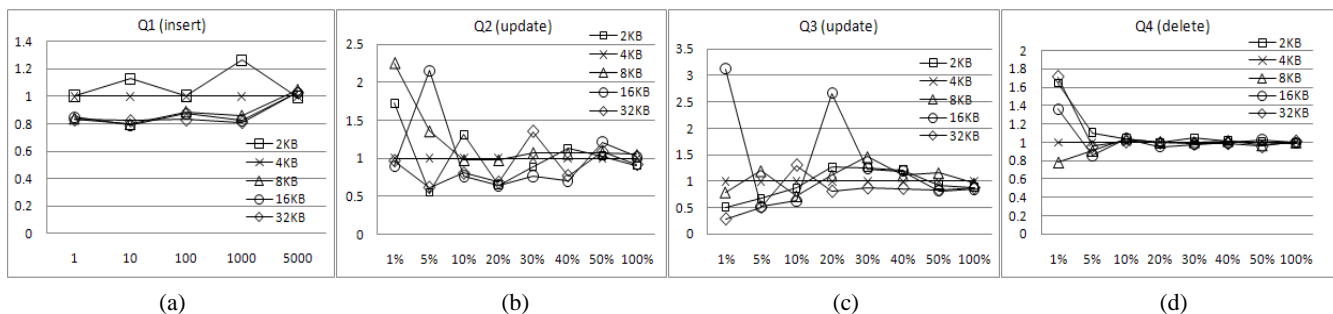 Q1 (insert)
1.4
1.2
1
0.8
0.6
0.4
0.2
0
2KB
4KB
8KB
16KB
32KB
1 10 100 1000 5000
(a)
Q2 (update)
2.5
2
1.5
1
0.5
0
2KB
4KB
8KB
16KB
32KB
1% 5% 10% 20% 30% 40% 50% 100%
(b)
Q3 (update)
3.5
3
2.5
2
1.5
1
0.5
0
2KB
4KB
8KB
16KB
32KB
1% 5% 10% 20% 30% 40% 50% 100%
(c)
Q4 (delete)
2
1.8
1.6
1.4
1.2
1
0.8
0.6
0.4
0.2
0
2KB
4KB
8KB
16KB
32KB
1% 5% 10% 20% 30% 40% 50% 100%
(d)